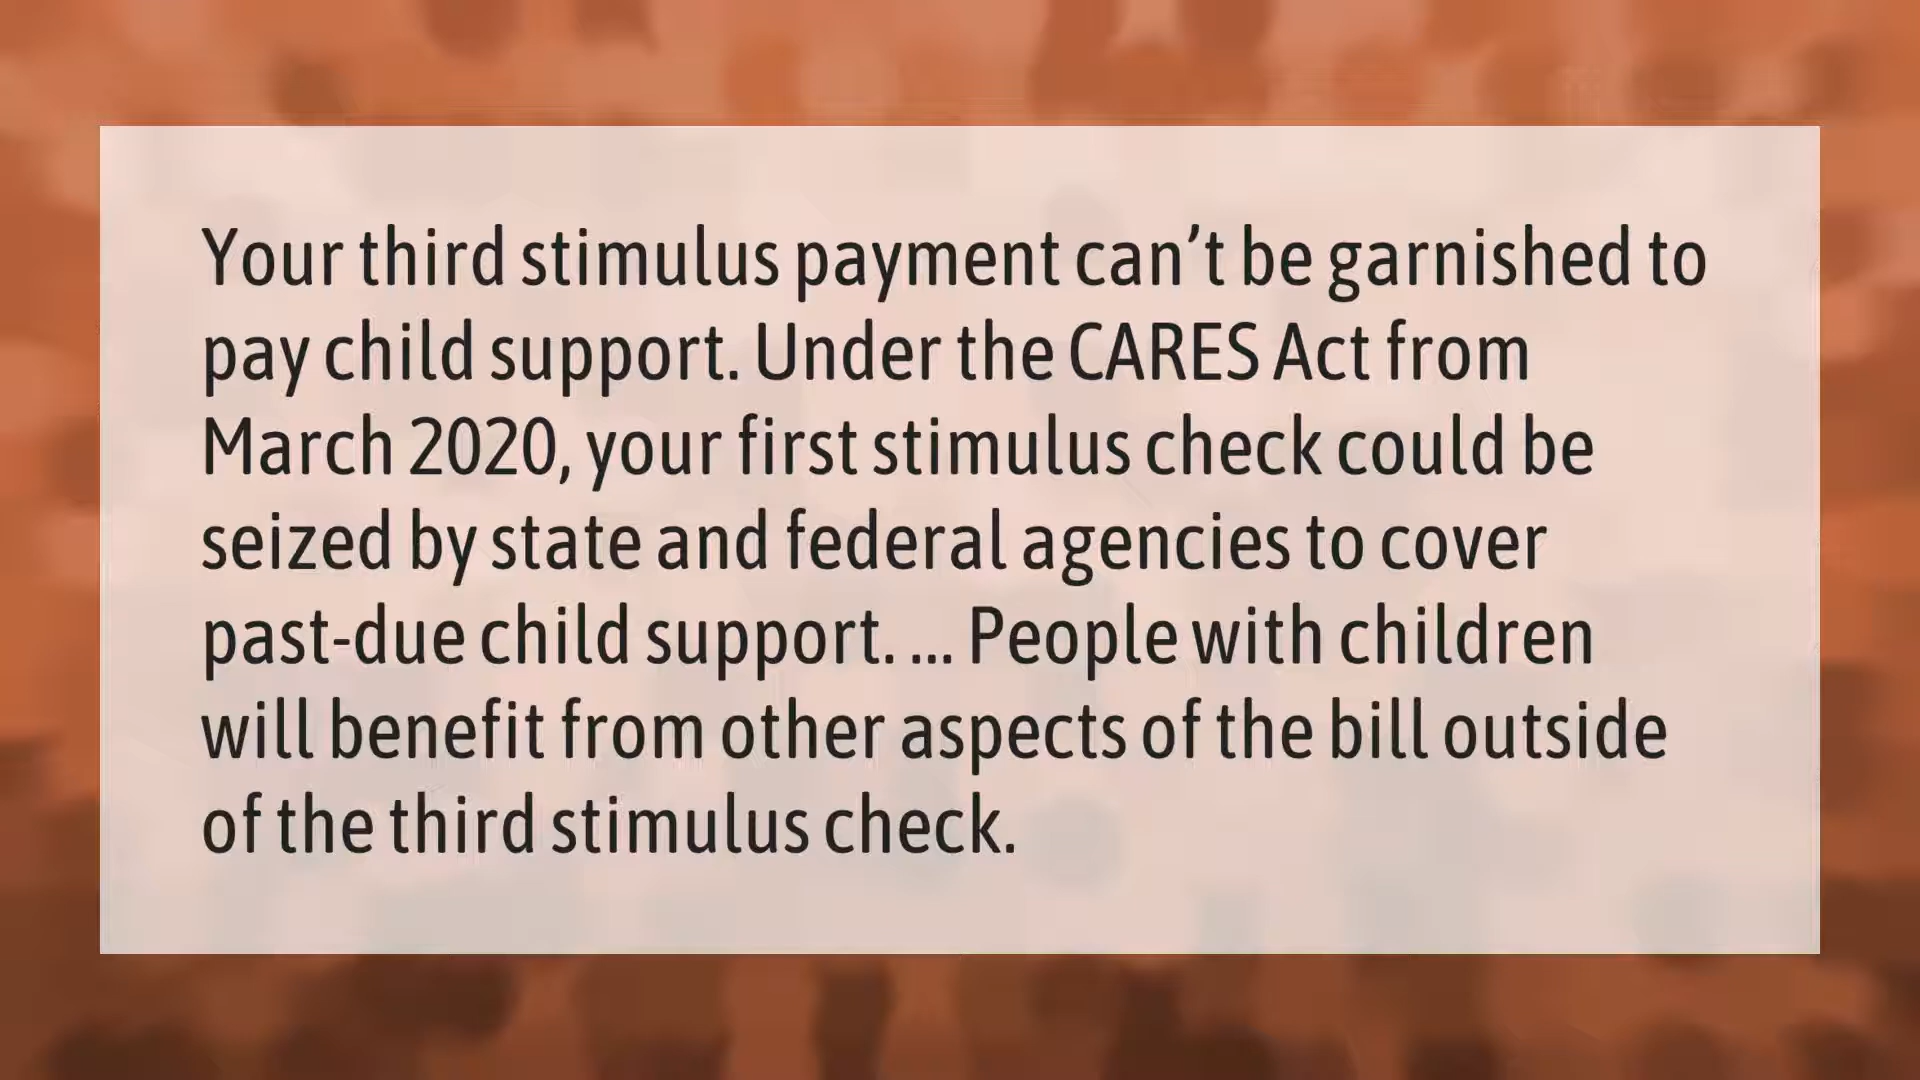 Your third stimulus payment can’t be garnished to
pay child support. Under the CARES Act from
March 2020, your first stimulus check could be
seized by state and federal agencies to cover
past-due child support. ... People with children
will benefit from other aspects of the bill outside
of the third stimulus check.